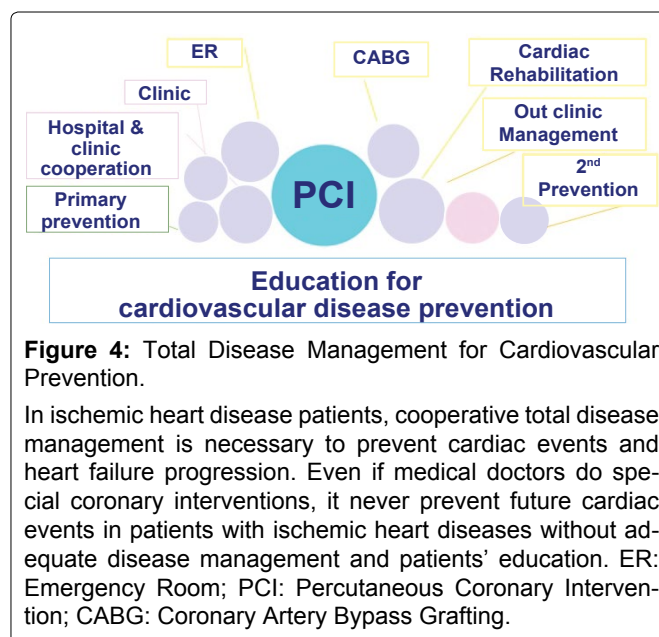 ER
CABG
Cardiac
Rehabilitation
Clinic
Out clinic
Management
Hospital &
clinic
cooperation
2nd
Prevention
Primary
prevention
PCI
Education for
cardiovascular disease prevention
Figure 4: Total Disease Management for Cardiovascular
Prevention.
In ischemic heart disease patients, cooperative total disease
management is necessary to prevent cardiac events and
heart failure progression. Even if medical doctors do spe-
cial coronary interventions, it never prevent future cardiac
events in patients with ischemic heart diseases without ad-
equate disease management and patients' education. ER:
Emergency Room; PCI: Percutaneous Coronary Interven-
tion; CABG: Coronary Artery Bypass Grafting.